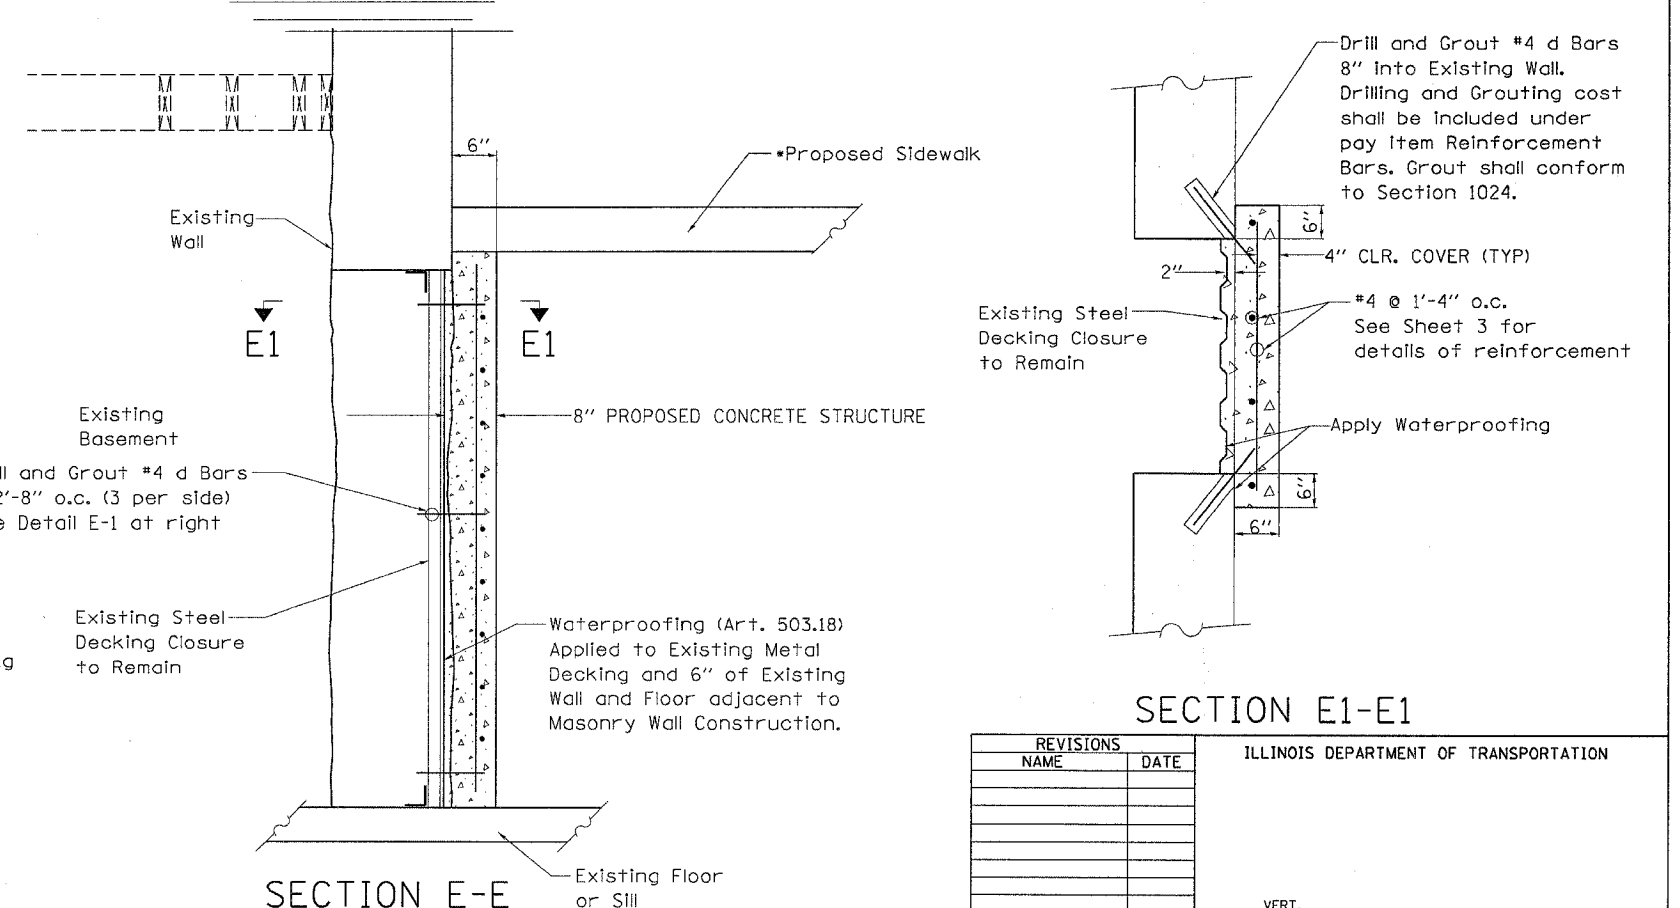 6"
*Proposed Sidewalk
Existing
Wall
E1
E1
Existing
Basement
8" PROPOSED CONCRETE STRUCTURE
and Grout #4 d Bars
2'-8" o.c. (3 per side)
Detail E-1 at right
Existing Steel
Decking Closure
to Remain
Waterproofing (Art. 503.18)
Applied to Existing Metal
Decking and 6" of Existing
Wall and Floor adjacent to
Masonry Wall Construction.
Existing Floor
or Sill
SECTION E-E
Drill and Grout #4 d Bars
8" into Existing Wall.
Drilling and Grouting cost
shall be included under
pay item Reinforcement
Bars. Grout shall conform
to Section 1024.
6"
4" CLR. COVER (TYP)
2"
Existing Steel
Decking Closure
to Remain
#4 @ 1'-4" o.c.
See Sheet 3 for
details of reinforcement
Apply Waterproofing
6"
6"
SECTION E1-E1
REVISIONS
NAME DATE
ILLINOIS DEPARTMENT OF TRANSPORTATION
VERT.